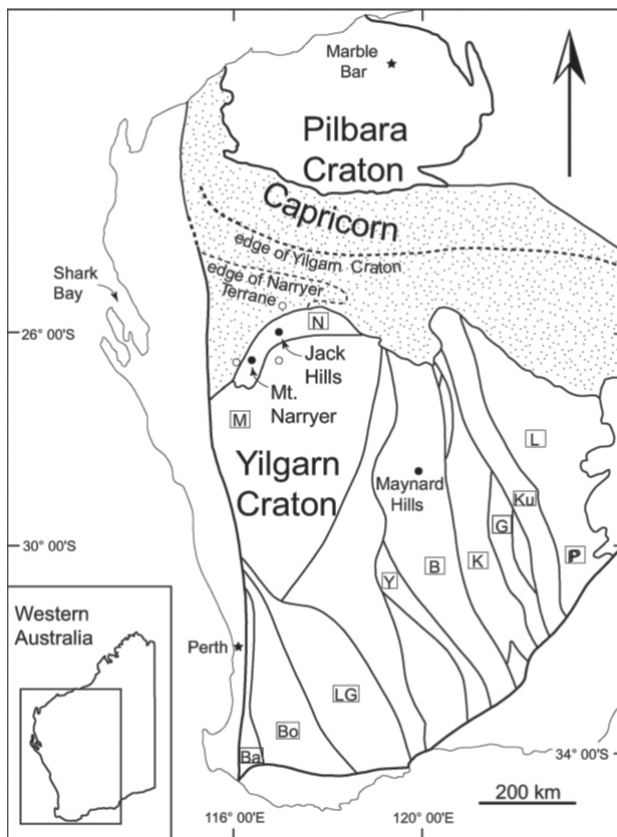 Marble
Bar
Pilbara
Craton
Capricorn
edge of Yilgarn Craton
edge of Narryer
Terrane
Shark
Bay
26° 00'S
N
Jack
Hills
Mt.
Narryer
M
L
Yilgarn
Craton
Maynard
Hills
Ku
G
30° 00'S
P
K
B
Y
Western
Australia
Perth
LG
Bo
Ba
34° 00'S
200 km
116° 00'E
120° 00'E